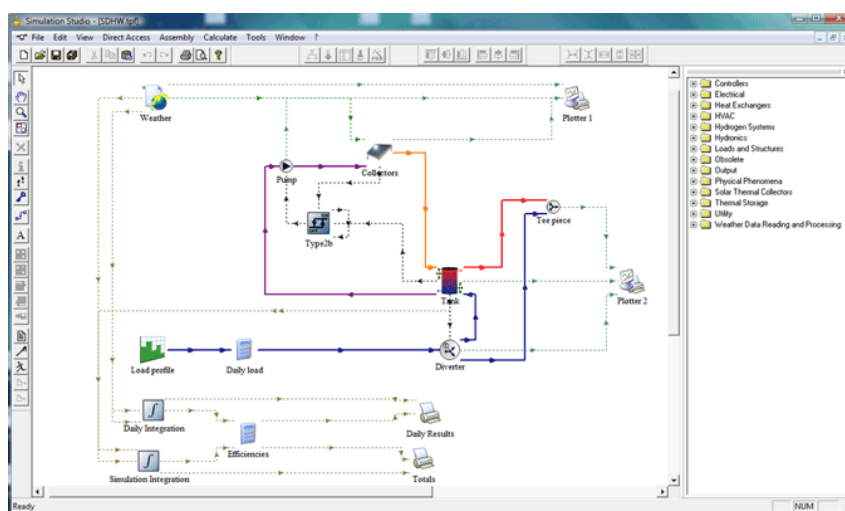 Simulation Studio - [SDHW.tpf]
File Edit View Direct Access Assembly Calculate Tools Window ?
Weather
Plotter 1
Pump
Collectors
Type2b
Tee piece
Tank
Plotter 2
Load profile
Daily load
Diverter
Daily Integration
Efficiencies
Daily Results
Simulation Integration
Totals
Controllers
Electrical
Heat Exchangers
HVAC
Hydrogen Systems
Hydronics
Loads and Structures
Obsolete
Output
Physical Phenomena
Solar Thermal Collectors
Thermal Storage
Utility
Weather Data Reading and Processing
Ready
NUM